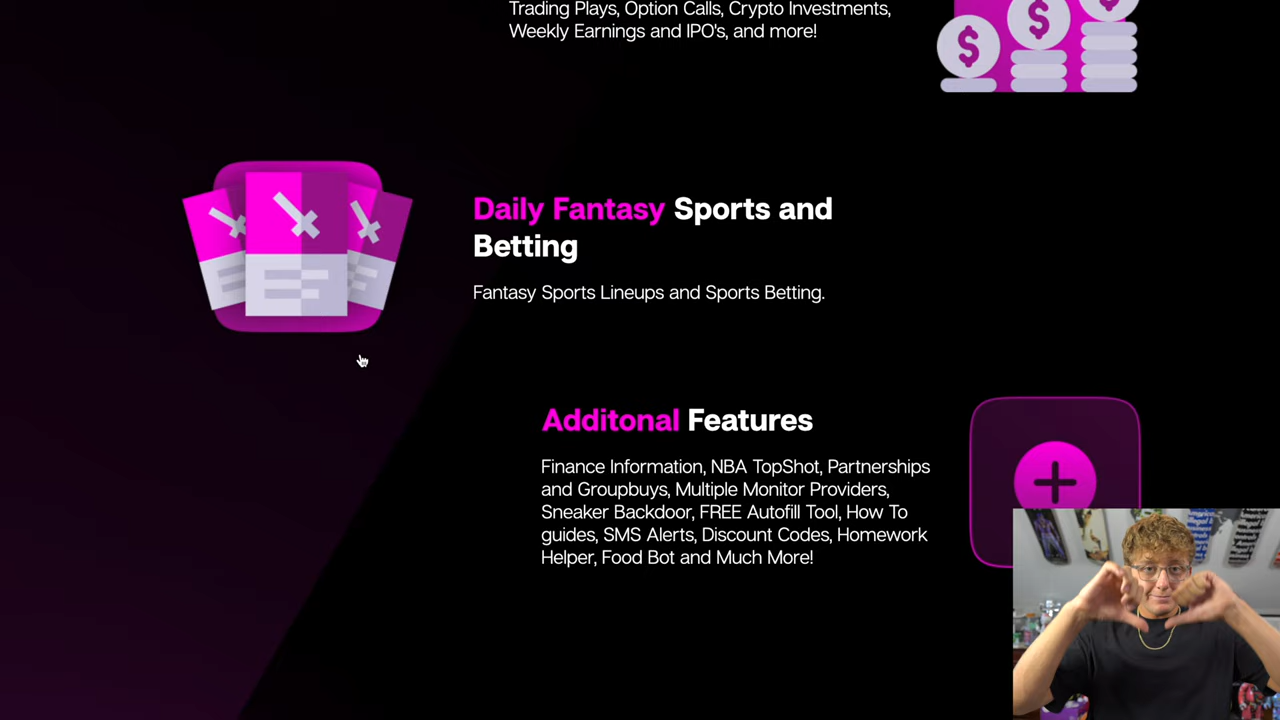 Trading Plays, Option Calls, Crypto Investments,
Weekly Earnings and IPO's, and more!
Daily Fantasy Sports and
Betting
Fantasy Sports Lineups and Sports Betting.
Additonal Features
Finance Information, NBA TopShot, Partnerships
and Groupbuys, Multiple Monitor Providers,
Sneaker Backdoor, FREE Autofill Tool, How To
guides, SMS Alerts, Discount Codes, Homework
Helper, Food Bot and Much More!